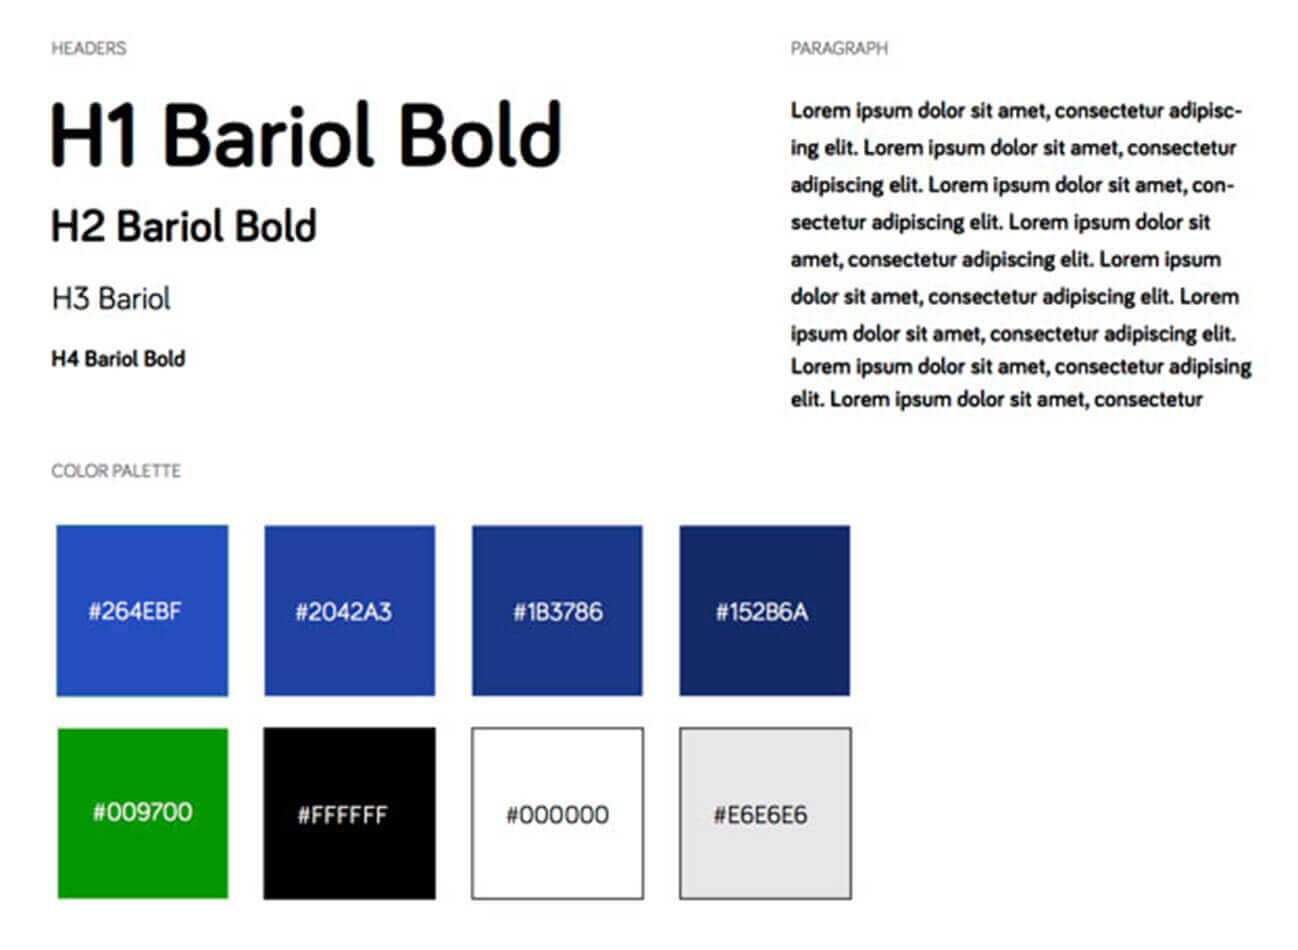 HEADERS
H1 Bariol Bold
H2 Bariol Bold
H3 Bariol
H4 Bariol Bold
PARAGRAPH
Lorem ipsum dolor sit amet, consectetur adipisc-
ing elit. Lorem ipsum dolor sit amet, consectetur
adipiscing elit. Lorem ipsum dolor sit amet, con-
sectetur adipiscing elit. Lorem ipsum dolor sit
amet, consectetur adipiscing elit. Lorem ipsum
dolor sit amet, consectetur adipiscing elit. Lorem
ipsum dolor sit amet, consectetur adipiscing elit.
Lorem ipsum dolor sit amet, consectetur adipising
elit. Lorem ipsum dolor sit amet, consectetur
COLOR PALETTE
#264EBF
#2042A3
#1B3786
#152B6A
#009700
#FFFFFF
#000000
#E6E6E6